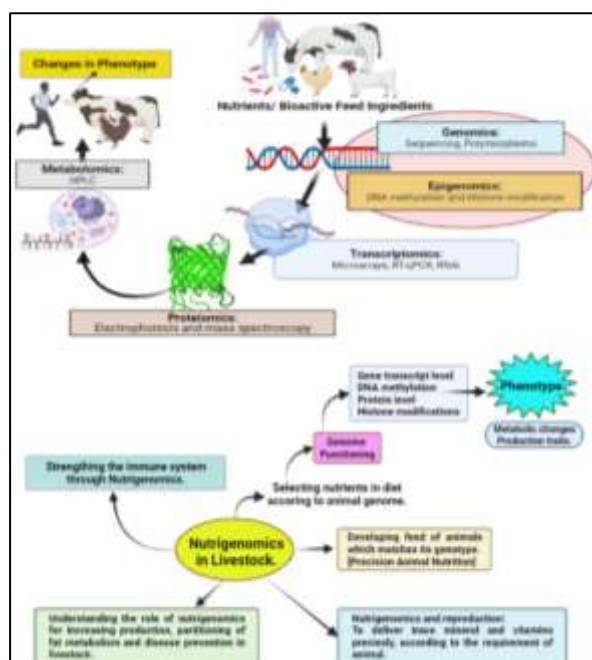 Changes in Phenotype
Nutrients/ Bioactive Feed Ingredients
Genomics:
Sequencing, Polymorphisms
Epigenomics:
DNA methylation and Histone modification
Metabolomics:
HPLC
Transcriptomics:
Microarrays, RT-qPCR, RNAi
Proteomics:
Electrophoresis and mass spectroscopy
Gene transcript level
DNA methylation
Protein level
Histone modifications
Phenotype
Metabolic changes
Production traits.
Genome
Functioning
Strengthing the immune system
through Nutrigenomics.
Selecting nutrients in diet
accoring to animal genome.
Nutrigenomics
in Livestock.
Developing feed of animals
which matches its genotype.
[Precision Animal Nutrition]
Understanding the role of nutrigenomics
for increasing production, partitioning of
fat metabolism and disease prevention in
livestock.
Nutrigenomics and reproduction:
To deliver trace mineral and vitamins
precisely, according to the requirement of
animal.